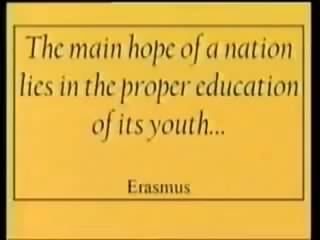 The main hope of a nation
lies in the proper education
of its youth...
Erasmus